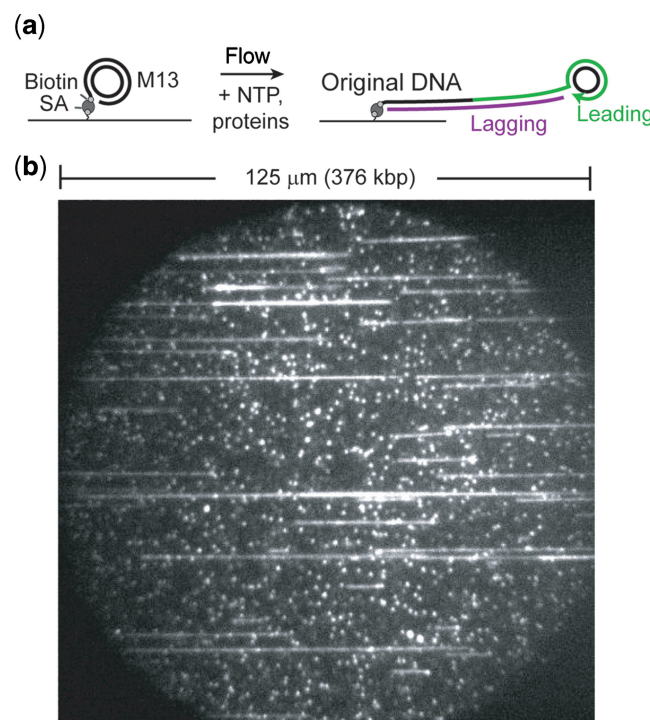 (a)
Biotin
SA
M13
Flow
+ NTP,
proteins
Original DNA
Lagging
Leading
(b)
125 μm (376 kbp)